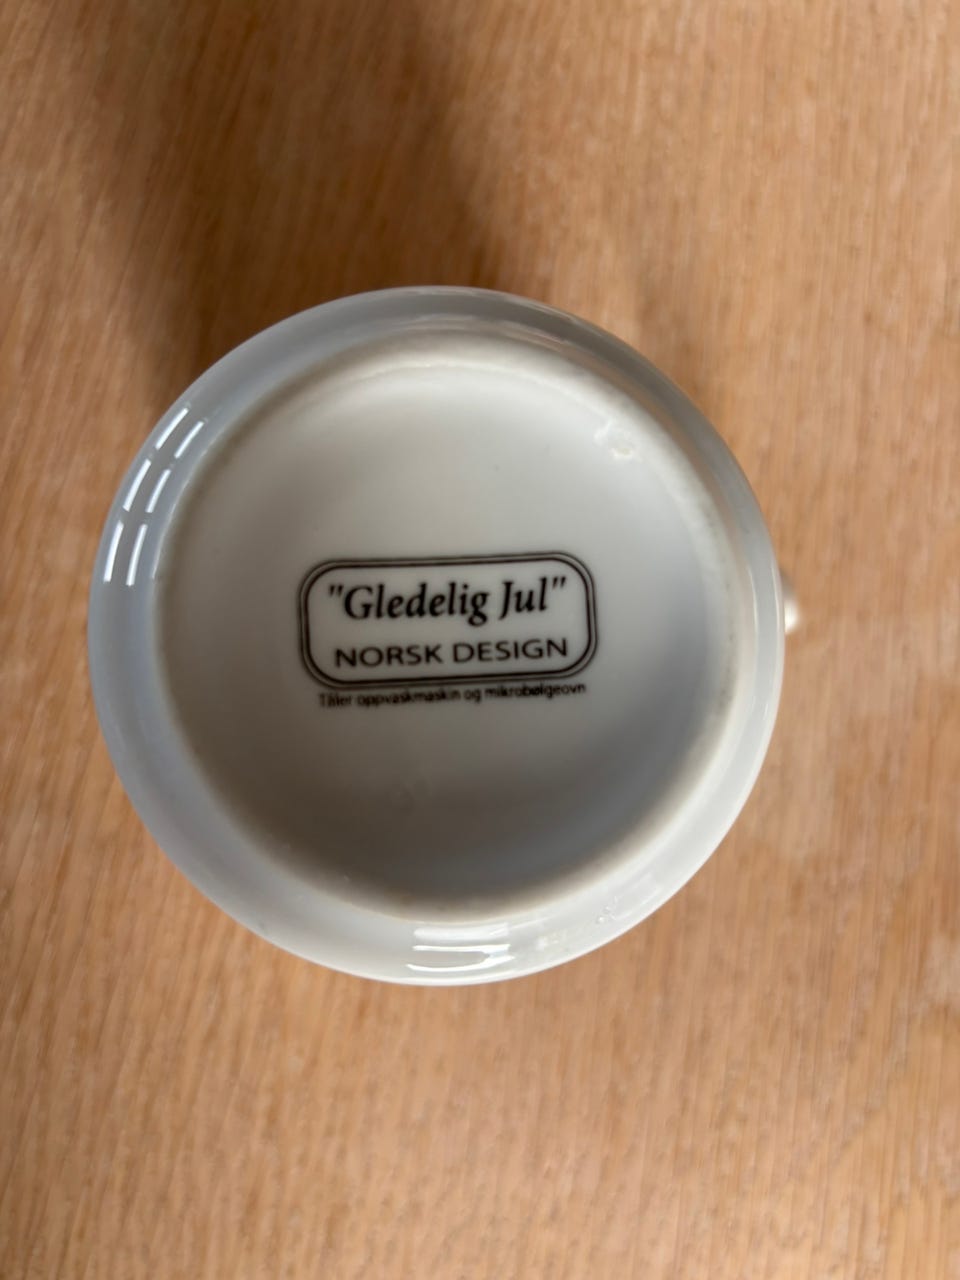 "Gledelig Jul"
NORSK DESIGN
Tåler oppvaskmaskin og mikrobølgeovn